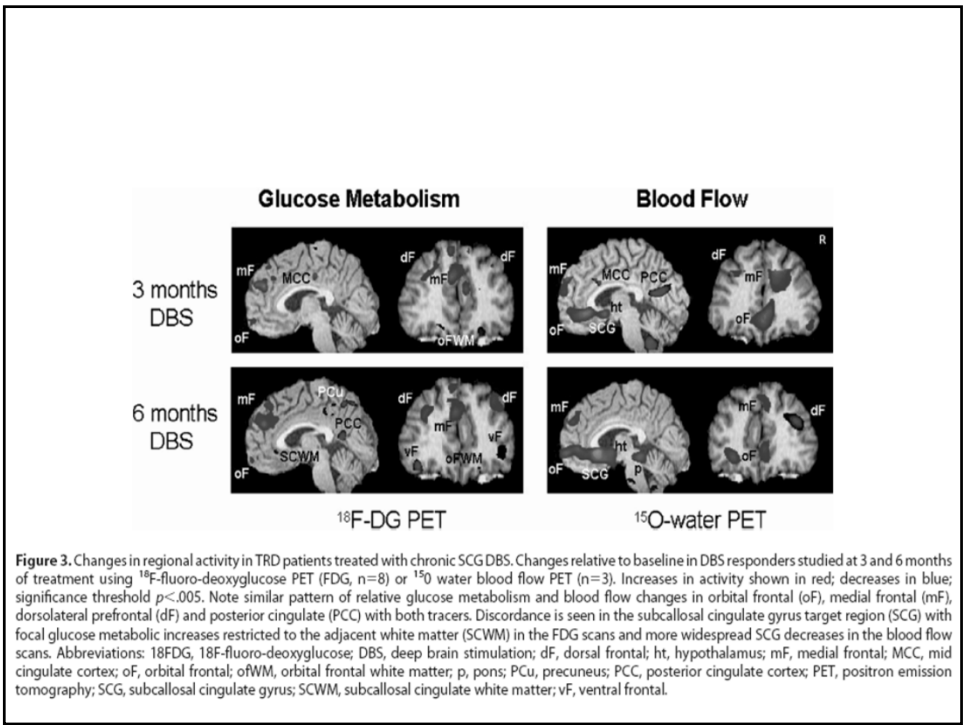 Glucose Metabolism
Blood Flow
3 months
DBS
mF
MCC
oF
dF
dF
mF
oFWM
mF
MCC
PCC
ht
oF
SCG
R
dF
mF
oF
6 months
DBS
mF
PCu
PCC
SCWM
oF
dF
dF
mF
vF
vF
oFWM
mF
ht
oF
SCG
p
mF
dF
oF
18F-DG PET
15O-water PET
Figure 3. Changes in regional activity in TRD patients treated with chronic SCG DBS. Changes relative to baseline in DBS responders studied at 3 and 6 months
of treatment using 18F-fluoro-deoxyglucose PET (FDG, n=8) or 150 water blood flow PET (n=3). Increases in activity shown in red; decreases in blue;
significance threshold p<.005. Note similar pattern of relative glucose metabolism and blood flow changes in orbital frontal (oF), medial frontal (mF),
dorsolateral prefrontal (dF) and posterior cingulate (PCC) with both tracers. Discordance is seen in the subcallosal cingulate gyrus target region (SCG) with
focal glucose metabolic increases restricted to the adjacent white matter (SCWM) in the FDG scans and more widespread SCG decreases in the blood flow
scans. Abbreviations: 18FDG, 18F-fluoro-deoxyglucose; DBS, deep brain stimulation; dF, dorsal frontal; ht, hypothalamus; mF, medial frontal; MCC, mid
cingulate cortex; oF, orbital frontal; ofWM, orbital frontal white matter; p, pons; PCu, precuneus; PCC, posterior cingulate cortex; PET, positron emission
tomography; SCG, subcallosal cingulate gyrus; SCWM, subcallosal cingulate white matter; vF, ventral frontal.